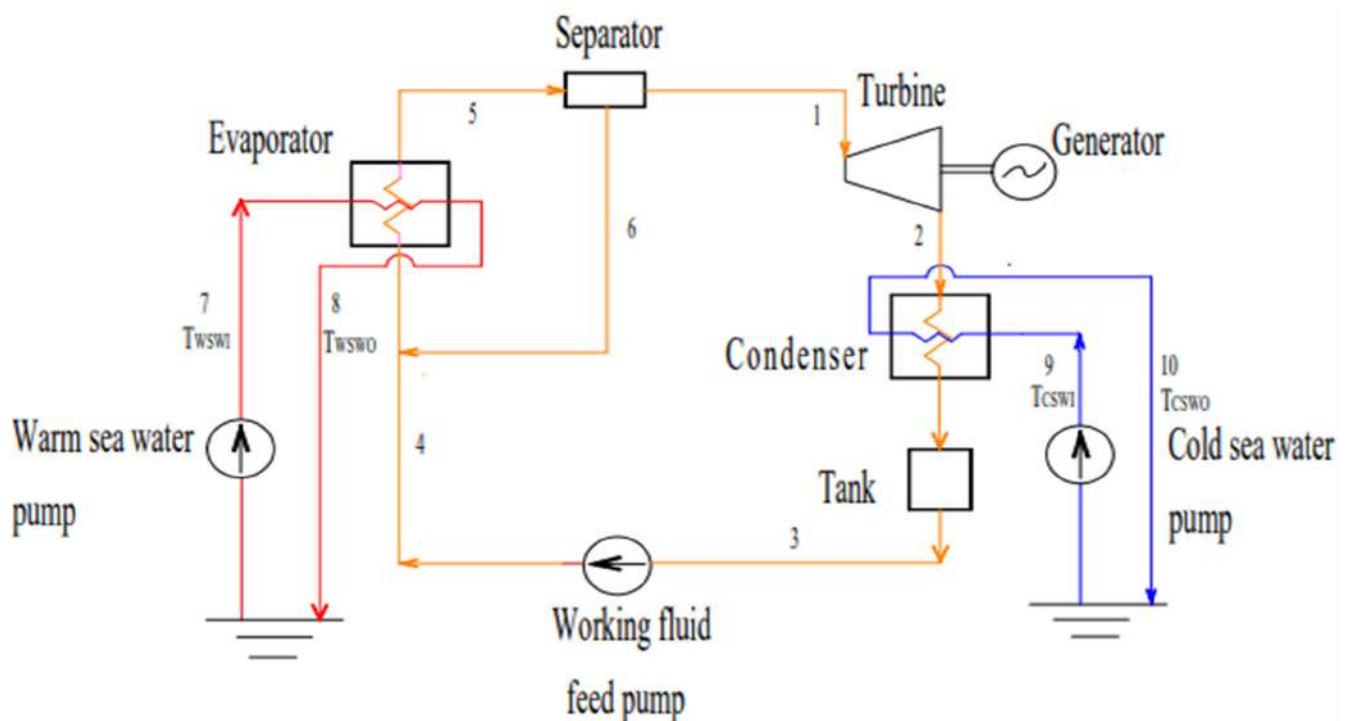 Separator
Turbine
5
1
Evaporator
Generator
6
2
7
TWSWI
8
TWSWO
Condenser
9
TCSWI
10
TCSWO
Warm sea water
pump
4
Tank
Cold sea water
pump
3
Working fluid
feed pump